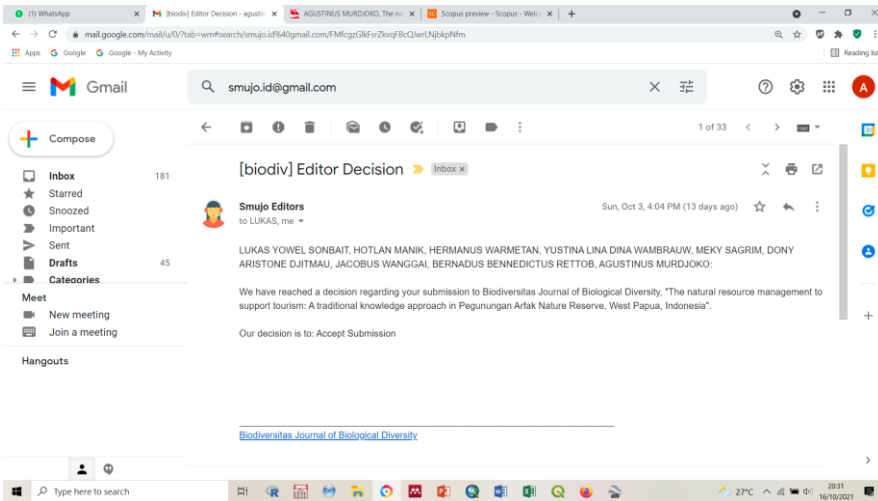 (1) WhatsApp
[biodiv] Editor Decision - agustin
AGUSTINUS MURDJOKO, The na
Scopus preview - Scopus - Welc
mail.google.com/mail/u/0/?tab=wm#search/smujo.id%40gmail.com/FMfcgzGlkFsrZkvqFBcQJwrLNjbkpNfm
Apps
Google
Google - My Activity
Reading list
Gmail
smujo.id@gmail.com
A
Compose
1 of 33
Inbox 181
Starred
Snoozed
Important
Sent
Drafts 45
Categories
Meet
New meeting
Join a meeting
Hangouts
[biodiv] Editor Decision
Inbox x
Smujo Editors
Sun, Oct 3, 4:04 PM (13 days ago)
to LUKAS, me
LUKAS YOWEL SONBAIT, HOTLAN MANIK, HERMANUS WARMETAN, YUSTINA LINA DINA WAMBRAUW, MEKY SAGRIM, DONY
ARISTONE DJITMAU, JACOBUS WANGGAI, BERNADUS BENNEDICTUS RETTOB, AGUSTINUS MURDJOKO:
We have reached a decision regarding your submission to Biodiversitas Journal of Biological Diversity, "The natural resource management to
support tourism: A traditional knowledge approach in Pegunungan Arfak Nature Reserve, West Papua, Indonesia".
Our decision is to: Accept Submission
Biodiversitas Journal of Biological Diversity
Type here to search
27°C
20:31
16/10/2021